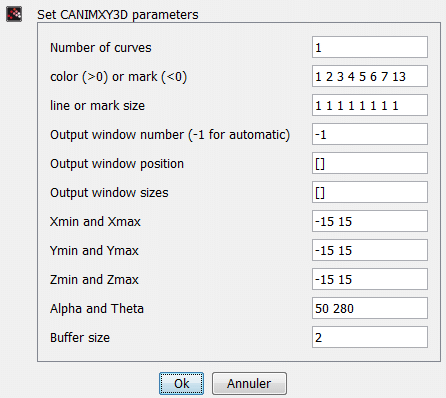 Set CANIMXY3D parameters
Number of curves 1
color (>0) or mark (<0) 1 2 3 4 5 6 7 13
line or mark size 1 1 1 1 1 1 1 1
Output window number (-1 for automatic) -1
Output window position []
Output window sizes []
Xmin and Xmax -15 15
Ymin and Ymax -15 15
Zmin and Zmax -15 15
Alpha and Theta 50 280
Buffer size 2
Ok Annuler